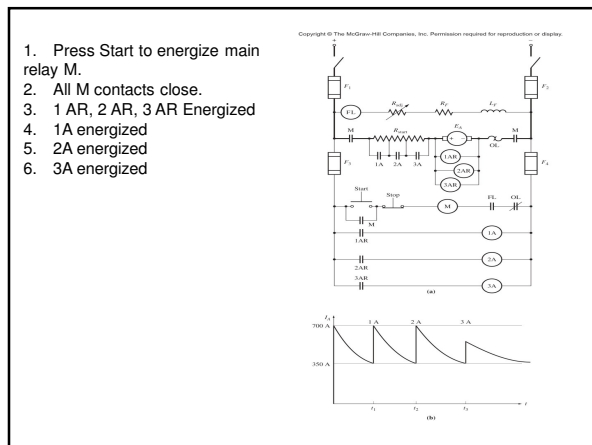 Copyright © The McGraw-Hill Companies, Inc. Permission required for reproduction or display.
1. Press Start to energize main
relay M.
2. All M contacts close.
3. 1 AR, 2 AR, 3 AR Energized
4. 1A energized
5. 2A energized
6. 3A energized
+ –
F1 F2
FL Radj RF LF
M Rstart EA M
+ –
OL
1A 2A 3A
1AR
F3 F4
2AR
3AR
Start
Stop
M FL OL
M
1AR 1A
2AR 2A
3AR 3A
(a)
IA
700 A 1 A 2 A 3 A
350 A
t1 t2 t3 t
(b)